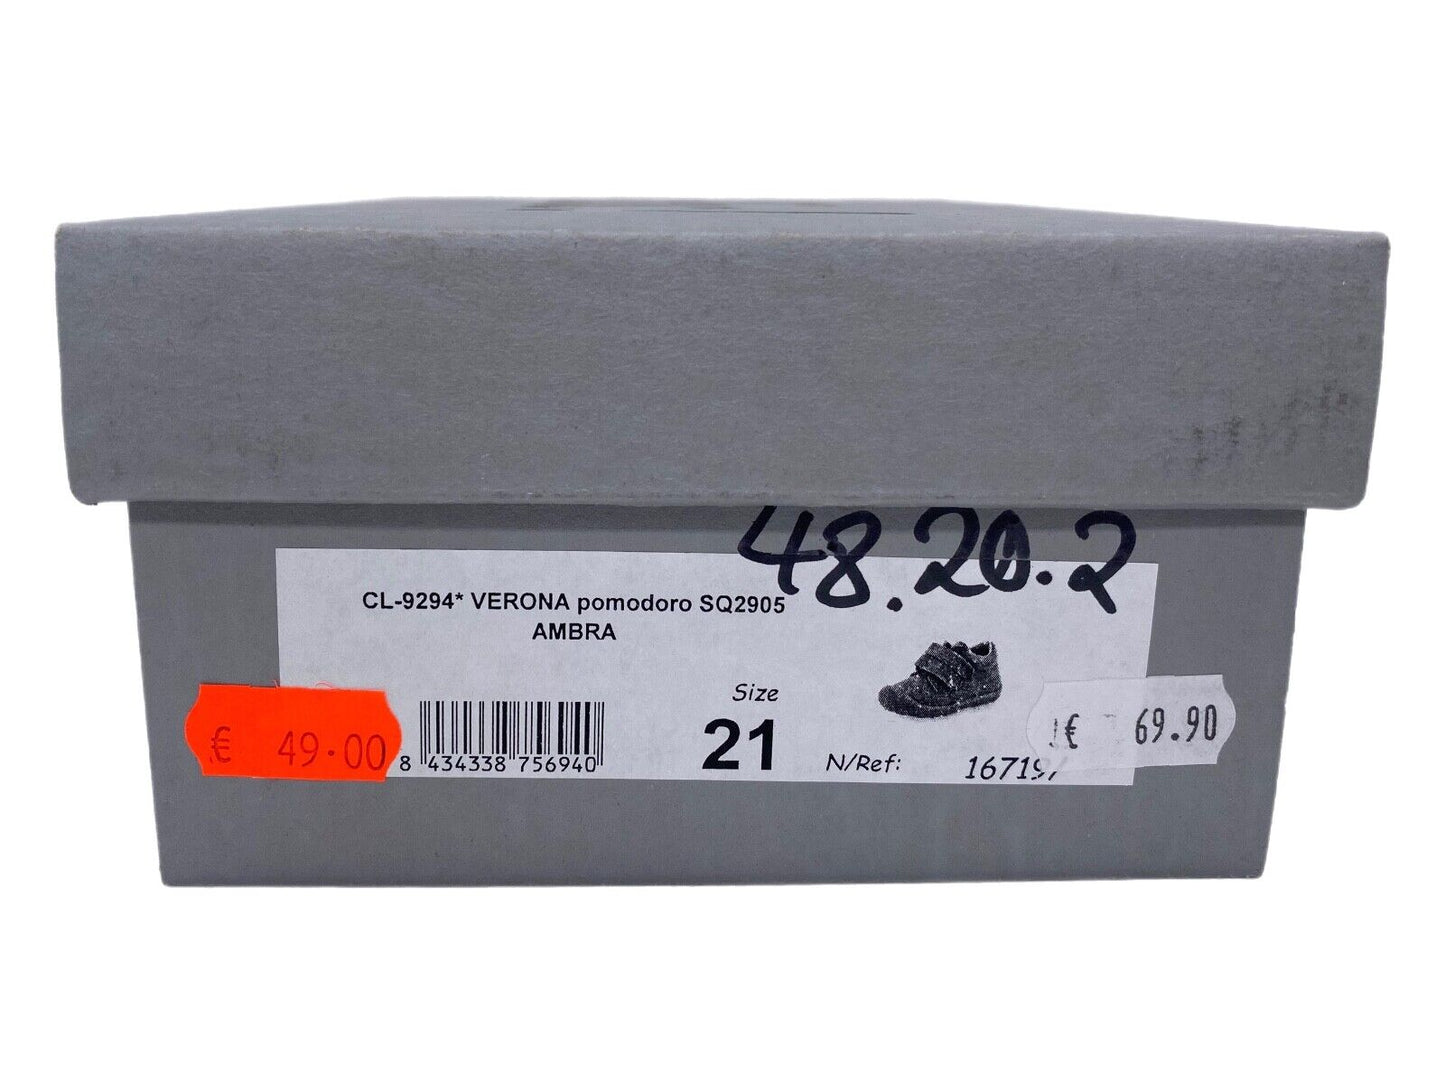 48.20.2
CL-9294* VERONA pomodoro SQ2905
AMBRA
Size
21
€ 49.00
8 434338 756940
N/Ref:
€ 69.90